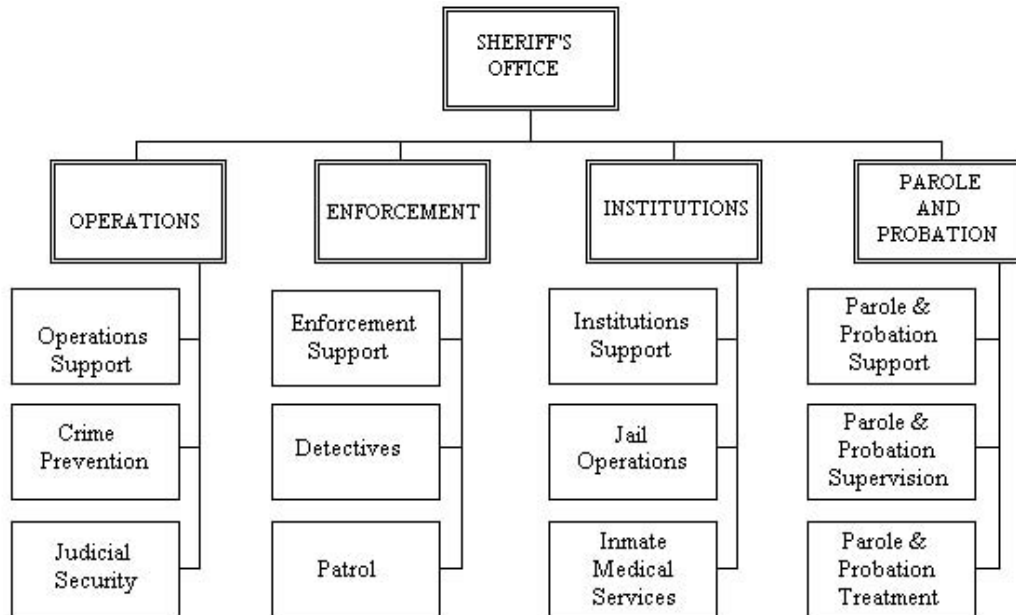 SHERIFF'S
OFFICE
OPERATIONS
ENFORCEMENT
INSTITUTIONS
PAROLE
AND
PROBATION
Operations
Support
Enforcement
Support
Institutions
Support
Parole &
Probation
Support
Crime
Prevention
Detectives
Jail
Operations
Parole &
Probation
Supervision
Judicial
Security
Patrol
Inmate
Medical
Services
Parole &
Probation
Treatment